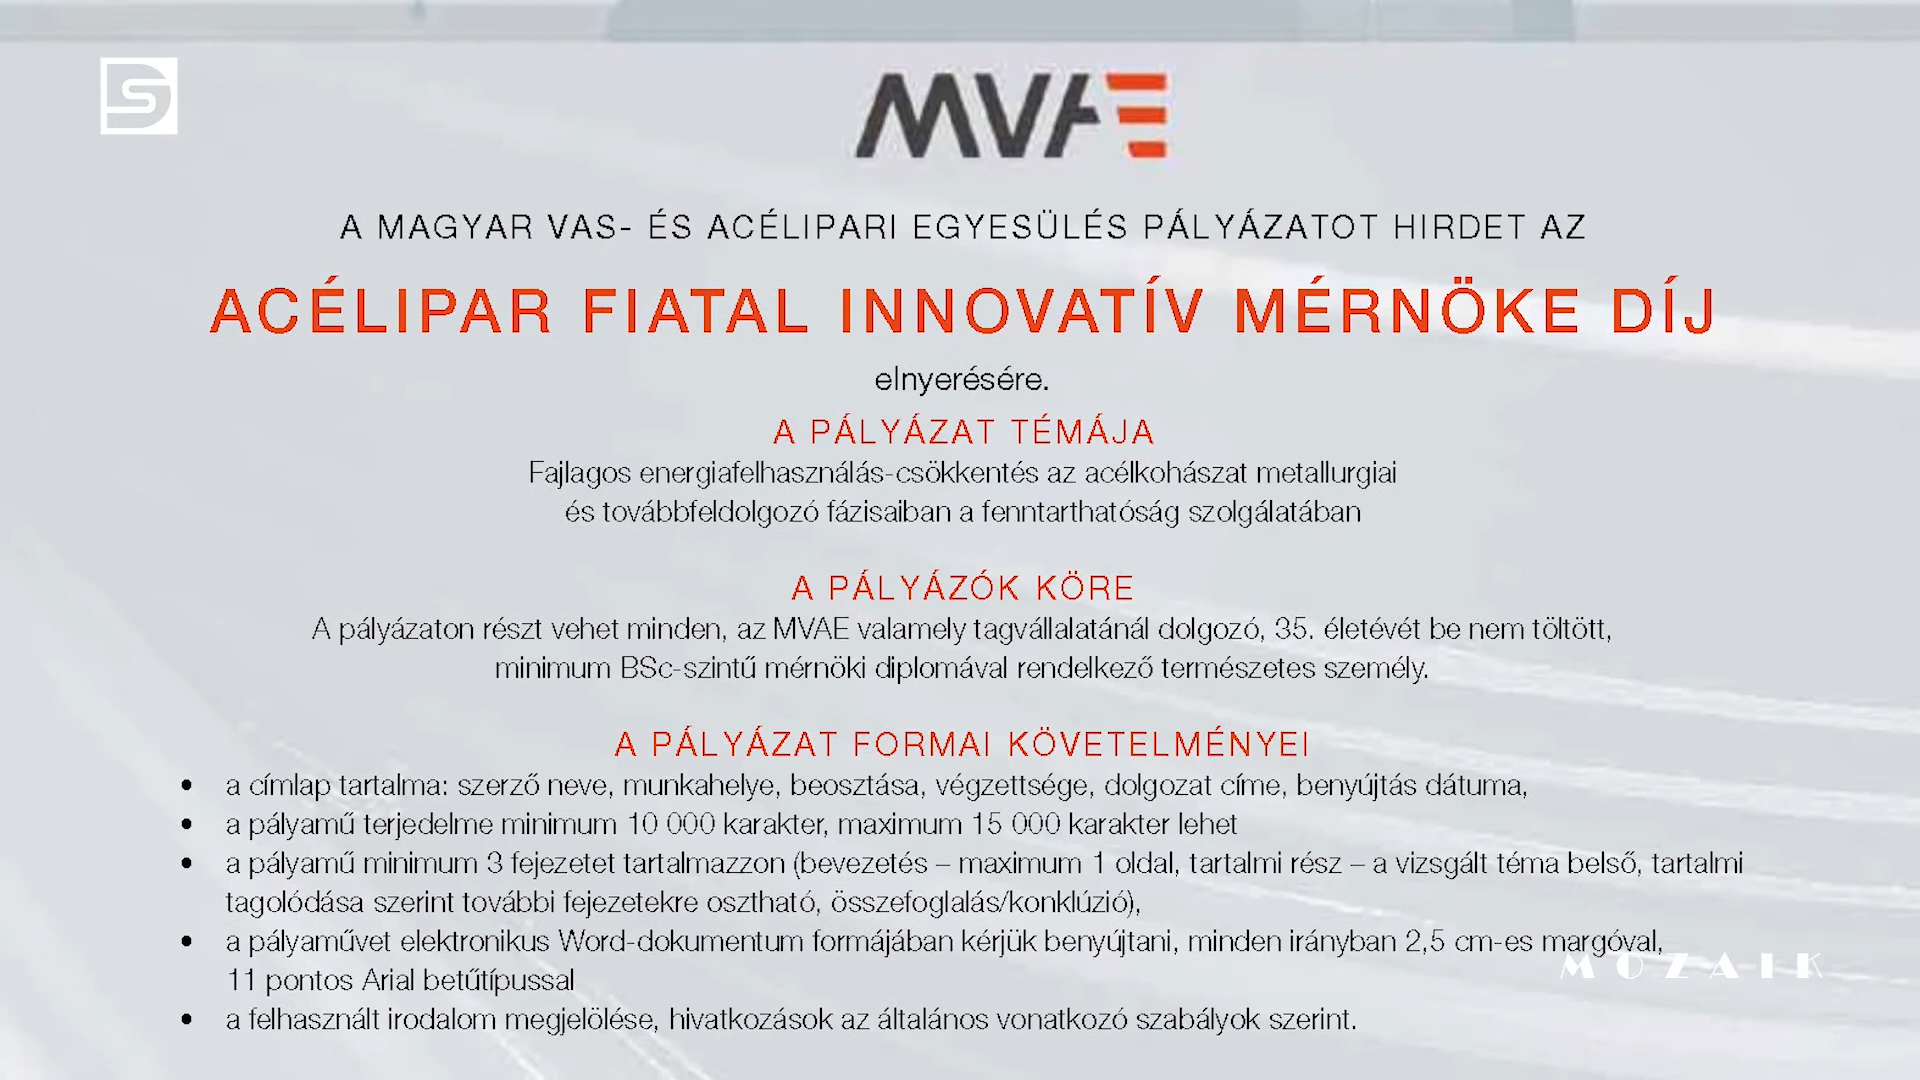 DS
MVAE
A MAGYAR VAS- ÉS ACÉLIPARI EGYESÜLÉS PÁLYÁZATOT HIRDET AZ
ACÉLIPAR FIATAL INNOVATÍV MÉRNÖKE DÍJ
elnyerésére.
A PÁLYÁZAT TÉMÁJA
Fajlagos energiafelhasználás-csökkentés az acélkohászat metallurgiai
és továbbfeldolgozó fázisaiban a fenntarthatóság szolgálatában
A PÁLYÁZÓK KÖRE
A pályázaton részt vehet minden, az MVAE valamely tagvállalatánál dolgozó, 35. életévét be nem töltött,
minimum BSc-szintű mérnöki diplomával rendelkező természetes személy.
A PÁLYÁZAT FORMAI KÖVETELMÉNYEI
• a címlap tartalma: szerző neve, munkahelye, beosztása, végzettsége, dolgozat címe, benyújtás dátuma,
• a pályamű terjedelme minimum 10 000 karakter, maximum 15 000 karakter lehet
• a pályamű minimum 3 fejezetet tartalmazzon (bevezetés – maximum 1 oldal, tartalmi rész – a vizsgált téma belső, tartalmi
tagolódása szerint további fejezetekre osztható, összefoglalás/konklúzió),
• a pályaművet elektronikus Word-dokumentum formájában kérjük benyújtani, minden irányban 2,5 cm-es margóval,
11 pontos Arial betűtípussal
MOZAIK
• a felhasznált irodalom megjelölése, hivatkozások az általános vonatkozó szabályok szerint.